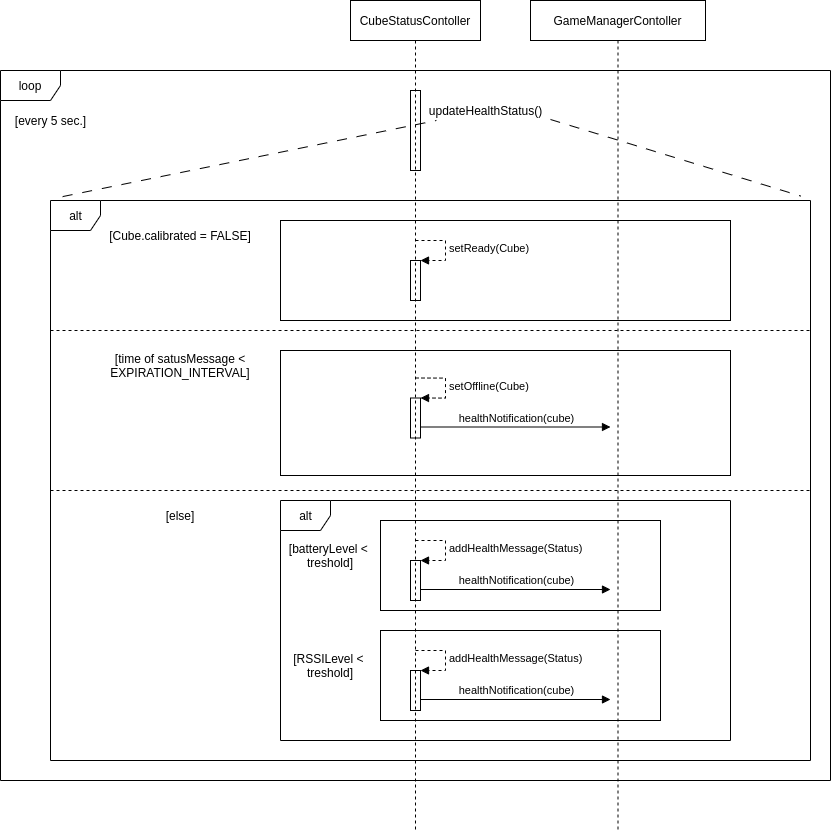 CubeStatusContoller
GameManagerContoller
loop
[every 5 sec.]
updateHealthStatus()
alt
[Cube.calibrated = FALSE]
setReady(Cube)
[time of satusMessage <
EXPIRATION_INTERVAL]
setOffline(Cube)
healthNotification(cube)
[else]
alt
[batteryLevel <
treshold]
addHealthMessage(Status)
healthNotification(cube)
[RSSILevel <
treshold]
addHealthMessage(Status)
healthNotification(cube)